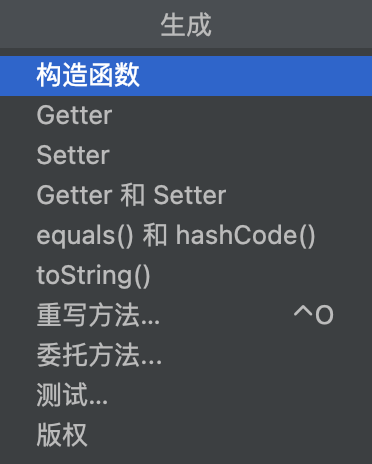 生成
构造函数
Getter
Setter
Getter 和 Setter
equals() 和 hashCode()
toString()
重写方法... ^O
委托方法...
测试...
版权